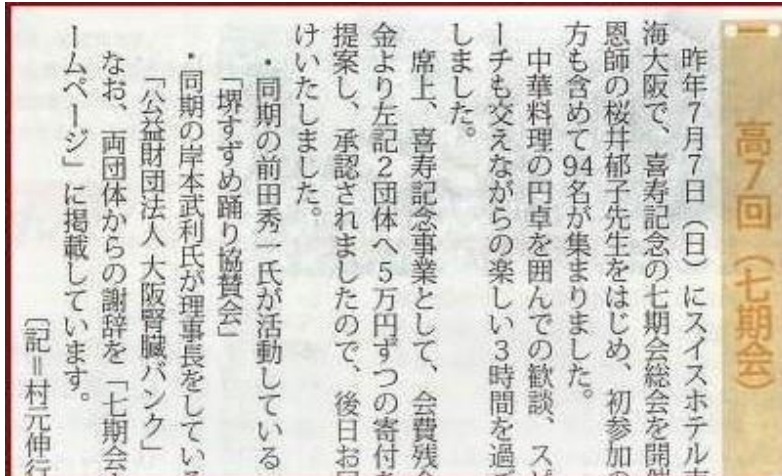 高7回（七期会）
昨年7月7日（日）にスイスホテル南
海大阪で、喜寿記念の七期会総会を開催
恩師の桜井郁子先生をはじめ、初参加
方も含めて94名が集まりました。
中華料理の円卓を囲んでの歓談、スピ
ーチも交えながらの楽しい3時間を過ご
しました。
席上、喜寿記念事業として、会費残余
金より左記2団体へ5万円ずつの寄付を
提案し、承認されましたので、後日お届
けいたしました。
・同期の前田秀一氏が活動している
「堺すずめ踊り協賛会」
・同期の岸本武利氏が理事長をしている
「公益財団法人 大阪腎臓バンク」
なお、両団体からの謝辞を「七期会ホ
ームページ」に掲載しています。
〔記＝村元伸行